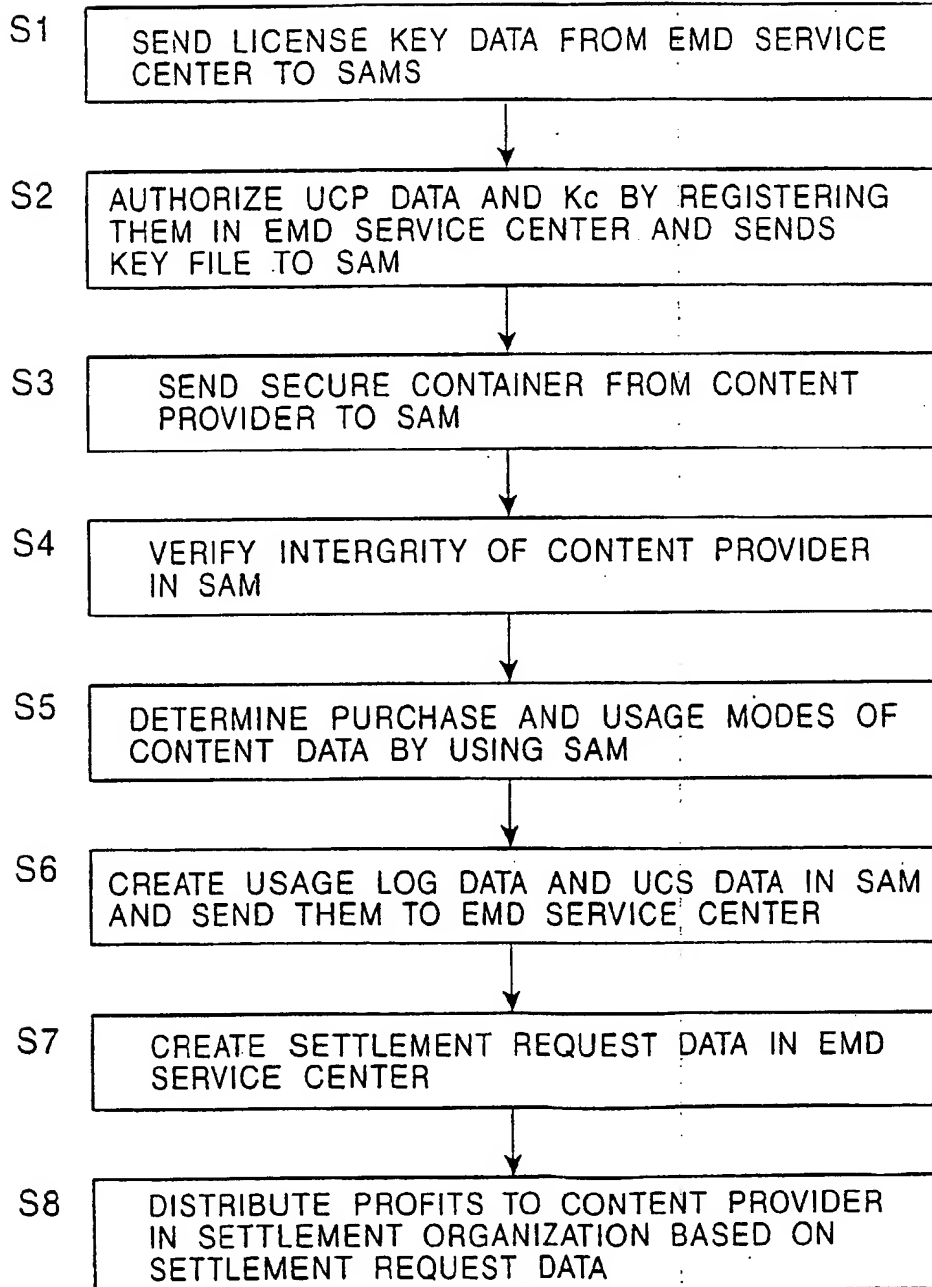 S1
SEND LICENSE KEY DATA FROM EMD SERVICE
CENTER TO SAMS
S2
AUTHORIZE UCP DATA AND Kc BY REGISTERING
THEM IN EMD SERVICE CENTER AND SENDS
KEY FILE TO SAM
S3
SEND SECURE CONTAINER FROM CONTENT
PROVIDER TO SAM
S4
VERIFY INTERGRITY OF CONTENT PROVIDER
IN SAM
S5
DETERMINE PURCHASE AND USAGE MODES OF
CONTENT DATA BY USING SAM
S6
CREATE USAGE LOG DATA AND UCS DATA IN SAM
AND SEND THEM TO EMD SERVICE CENTER
S7
CREATE SETTLEMENT REQUEST DATA IN EMD
SERVICE CENTER
S8
DISTRIBUTE PROFITS TO CONTENT PROVIDER
IN SETTLEMENT ORGANIZATION BASED ON
SETTLEMENT REQUEST DATA